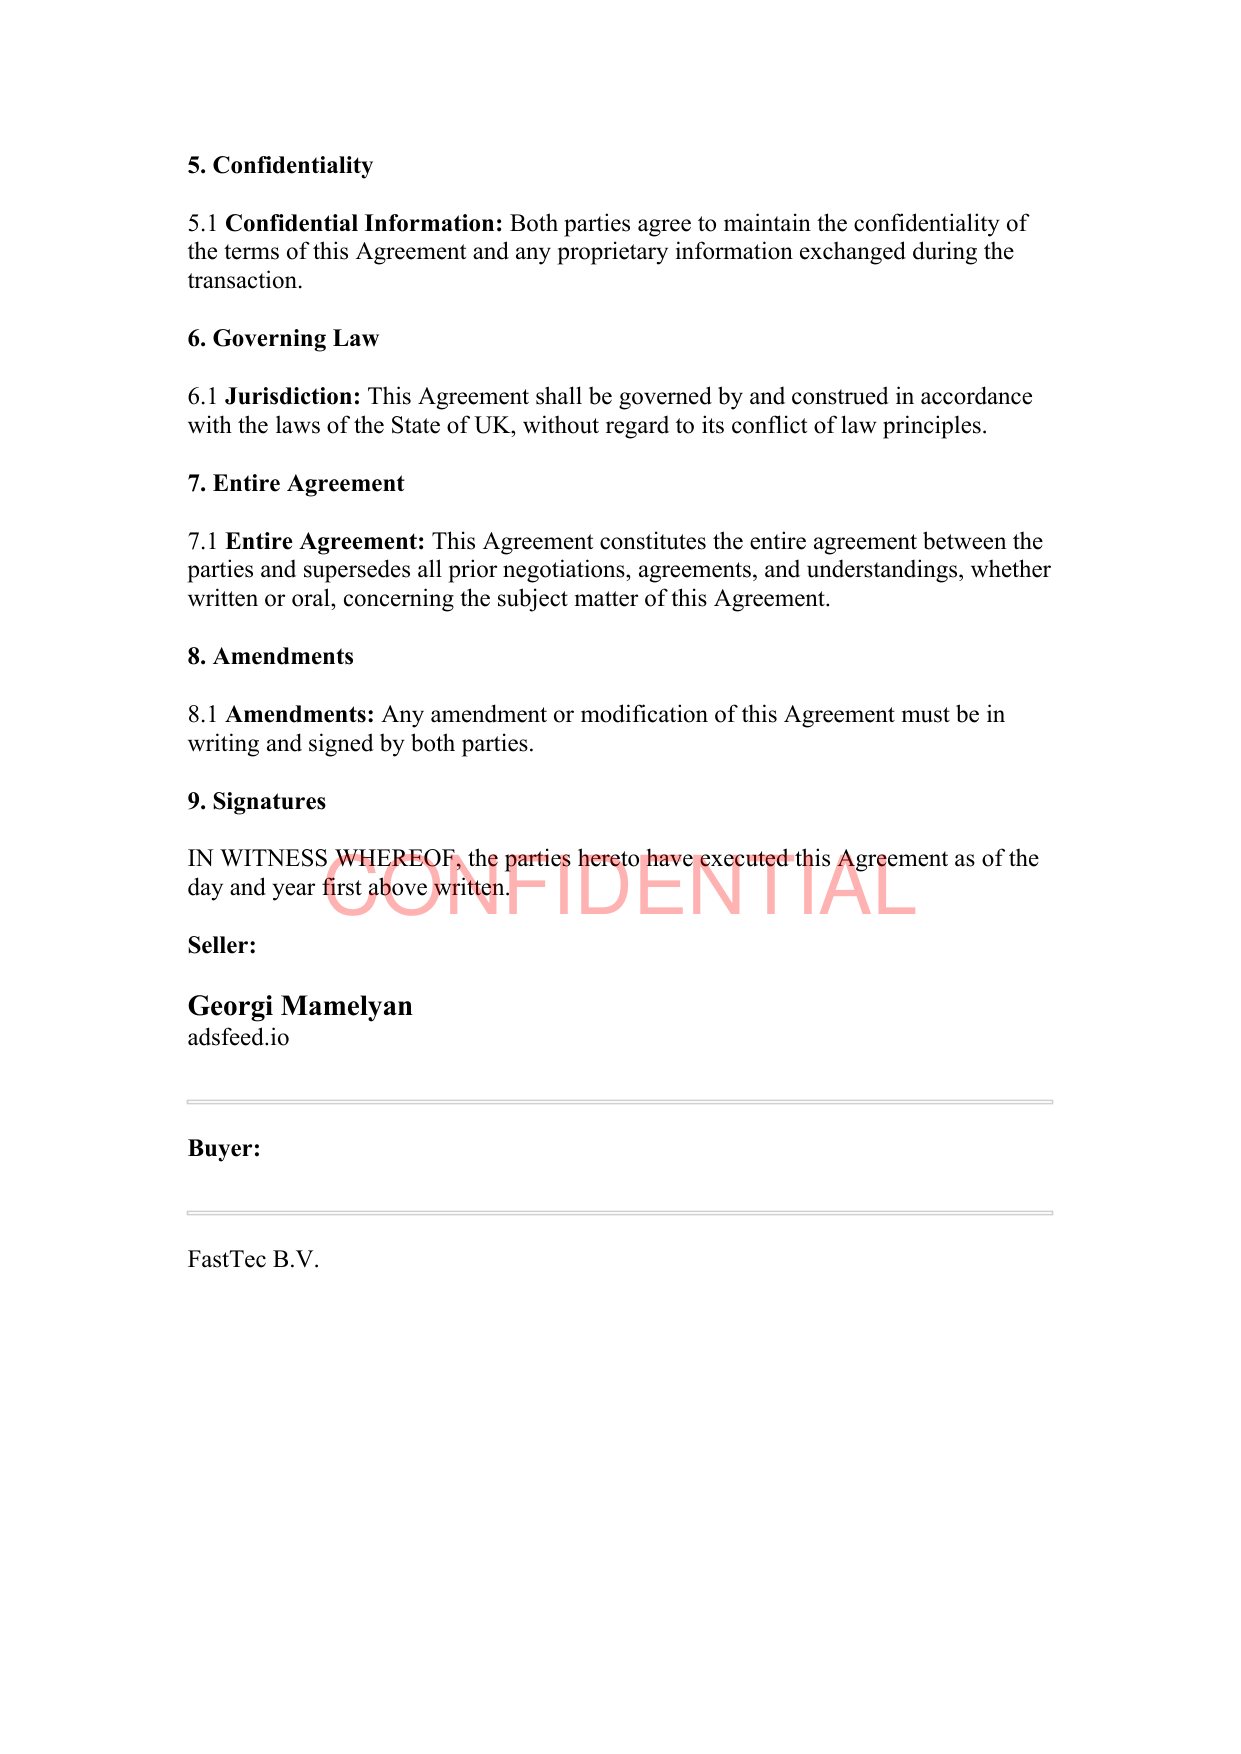 5. Confidentiality
5.1 Confidential Information: Both parties agree to maintain the confidentiality of
the terms of this Agreement and any proprietary information exchanged during the
transaction.
6. Governing Law
6.1 Jurisdiction: This Agreement shall be governed by and construed in accordance
with the laws of the State of UK, without regard to its conflict of law principles.
7. Entire Agreement
7.1 Entire Agreement: This Agreement constitutes the entire agreement between the
parties and supersedes all prior negotiations, agreements, and understandings, whether
written or oral, concerning the subject matter of this Agreement.
8. Amendments
8.1 Amendments: Any amendment or modification of this Agreement must be in
writing and signed by both parties.
9. Signatures
IN WITNESS WHEREOF, the parties hereto have executed this Agreement as of the
day and year first above written.
CONFIDENTIAL
Seller:
Georgi Mamelyan
adsfeed.io
Buyer:
FastTec B.V.